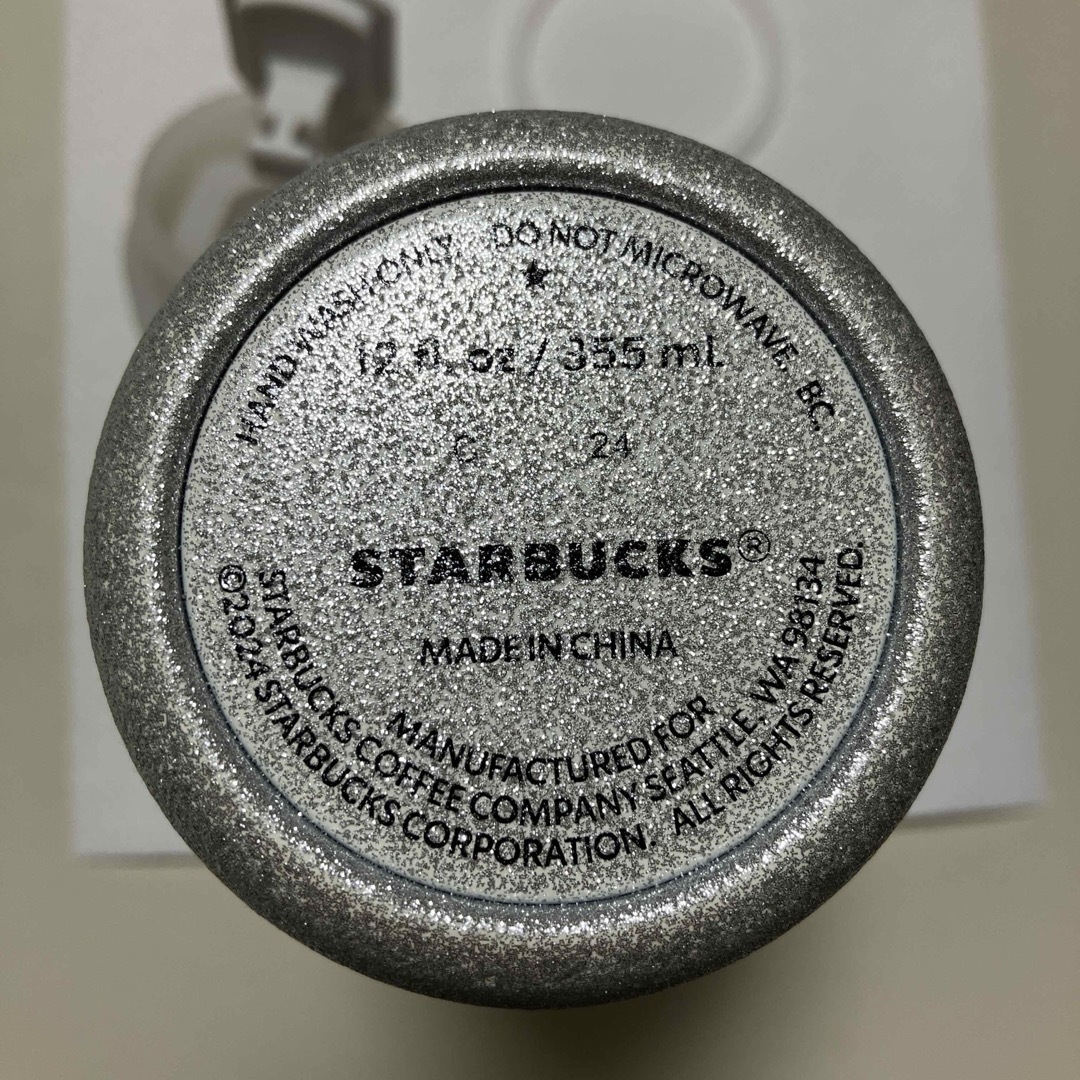 HAND WASH ONLY DO NOT MICROWAVE. BC.
12 fl. oz / 355 mL
C 24
STARBUCKS®
MADE IN CHINA
MANUFACTURED FOR
STARBUCKS COFFEE COMPANY SEATTLE. WA 98134
©2024 STARBUCKS CORPORATION. ALL RIGHTS RESERVED.